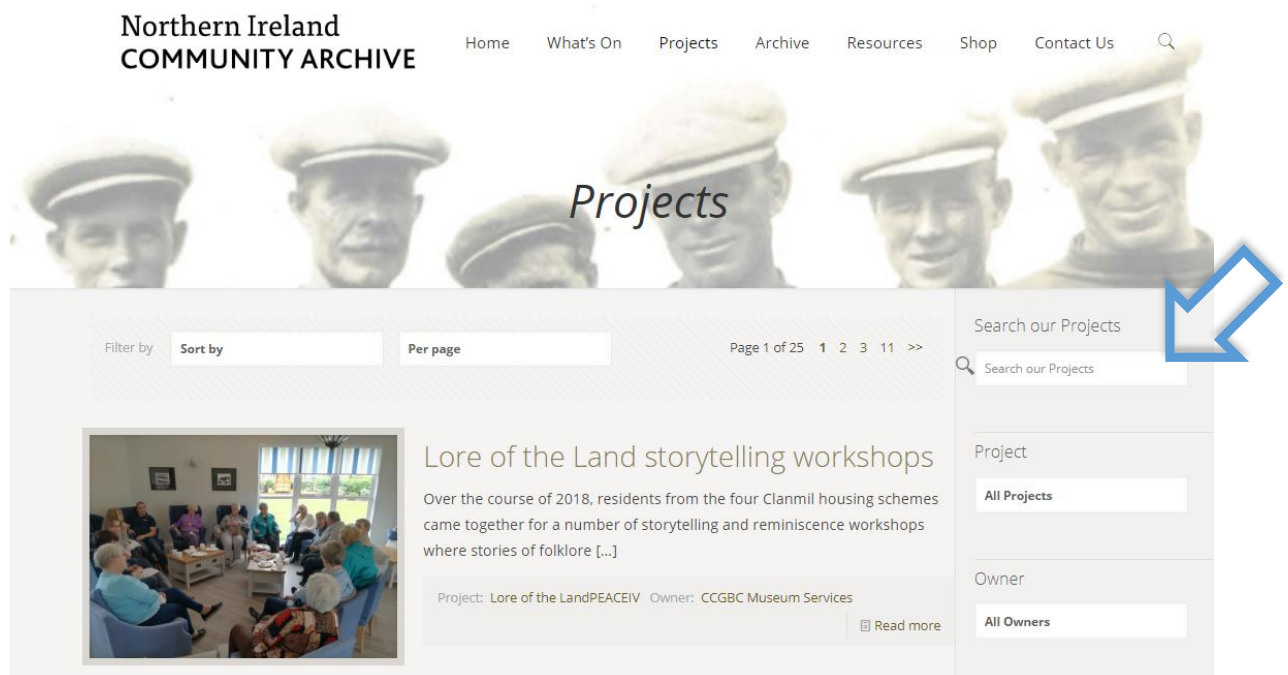 Northern Ireland
COMMUNITY ARCHIVE
Home What's On Projects Archive Resources Shop Contact Us
Projects
Filter by Sort by Per page Page 1 of 25 1 2 3 11 >>
Lore of the Land storytelling workshops
Over the course of 2018, residents from the four Clanmil housing schemes
came together for a number of storytelling and reminiscence workshops
where stories of folklore [...]
Project: Lore of the LandPEACEIV Owner: CCGBC Museum Services
Read more
Search our Projects
Search our Projects
Project
All Projects
Owner
All Owners